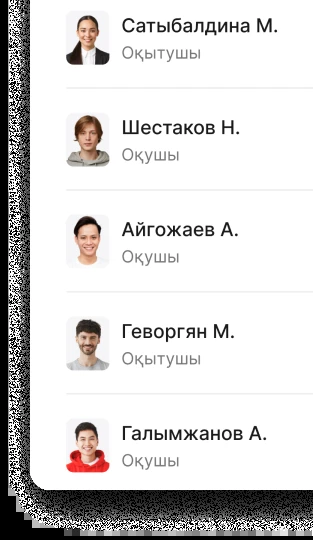 Сатыбалдина М.
Оқытушы
Шестаков Н.
Оқушы
Айгожаев А.
Оқушы
Геворгян М.
Оқытушы
Галымжанов А.
Оқушы